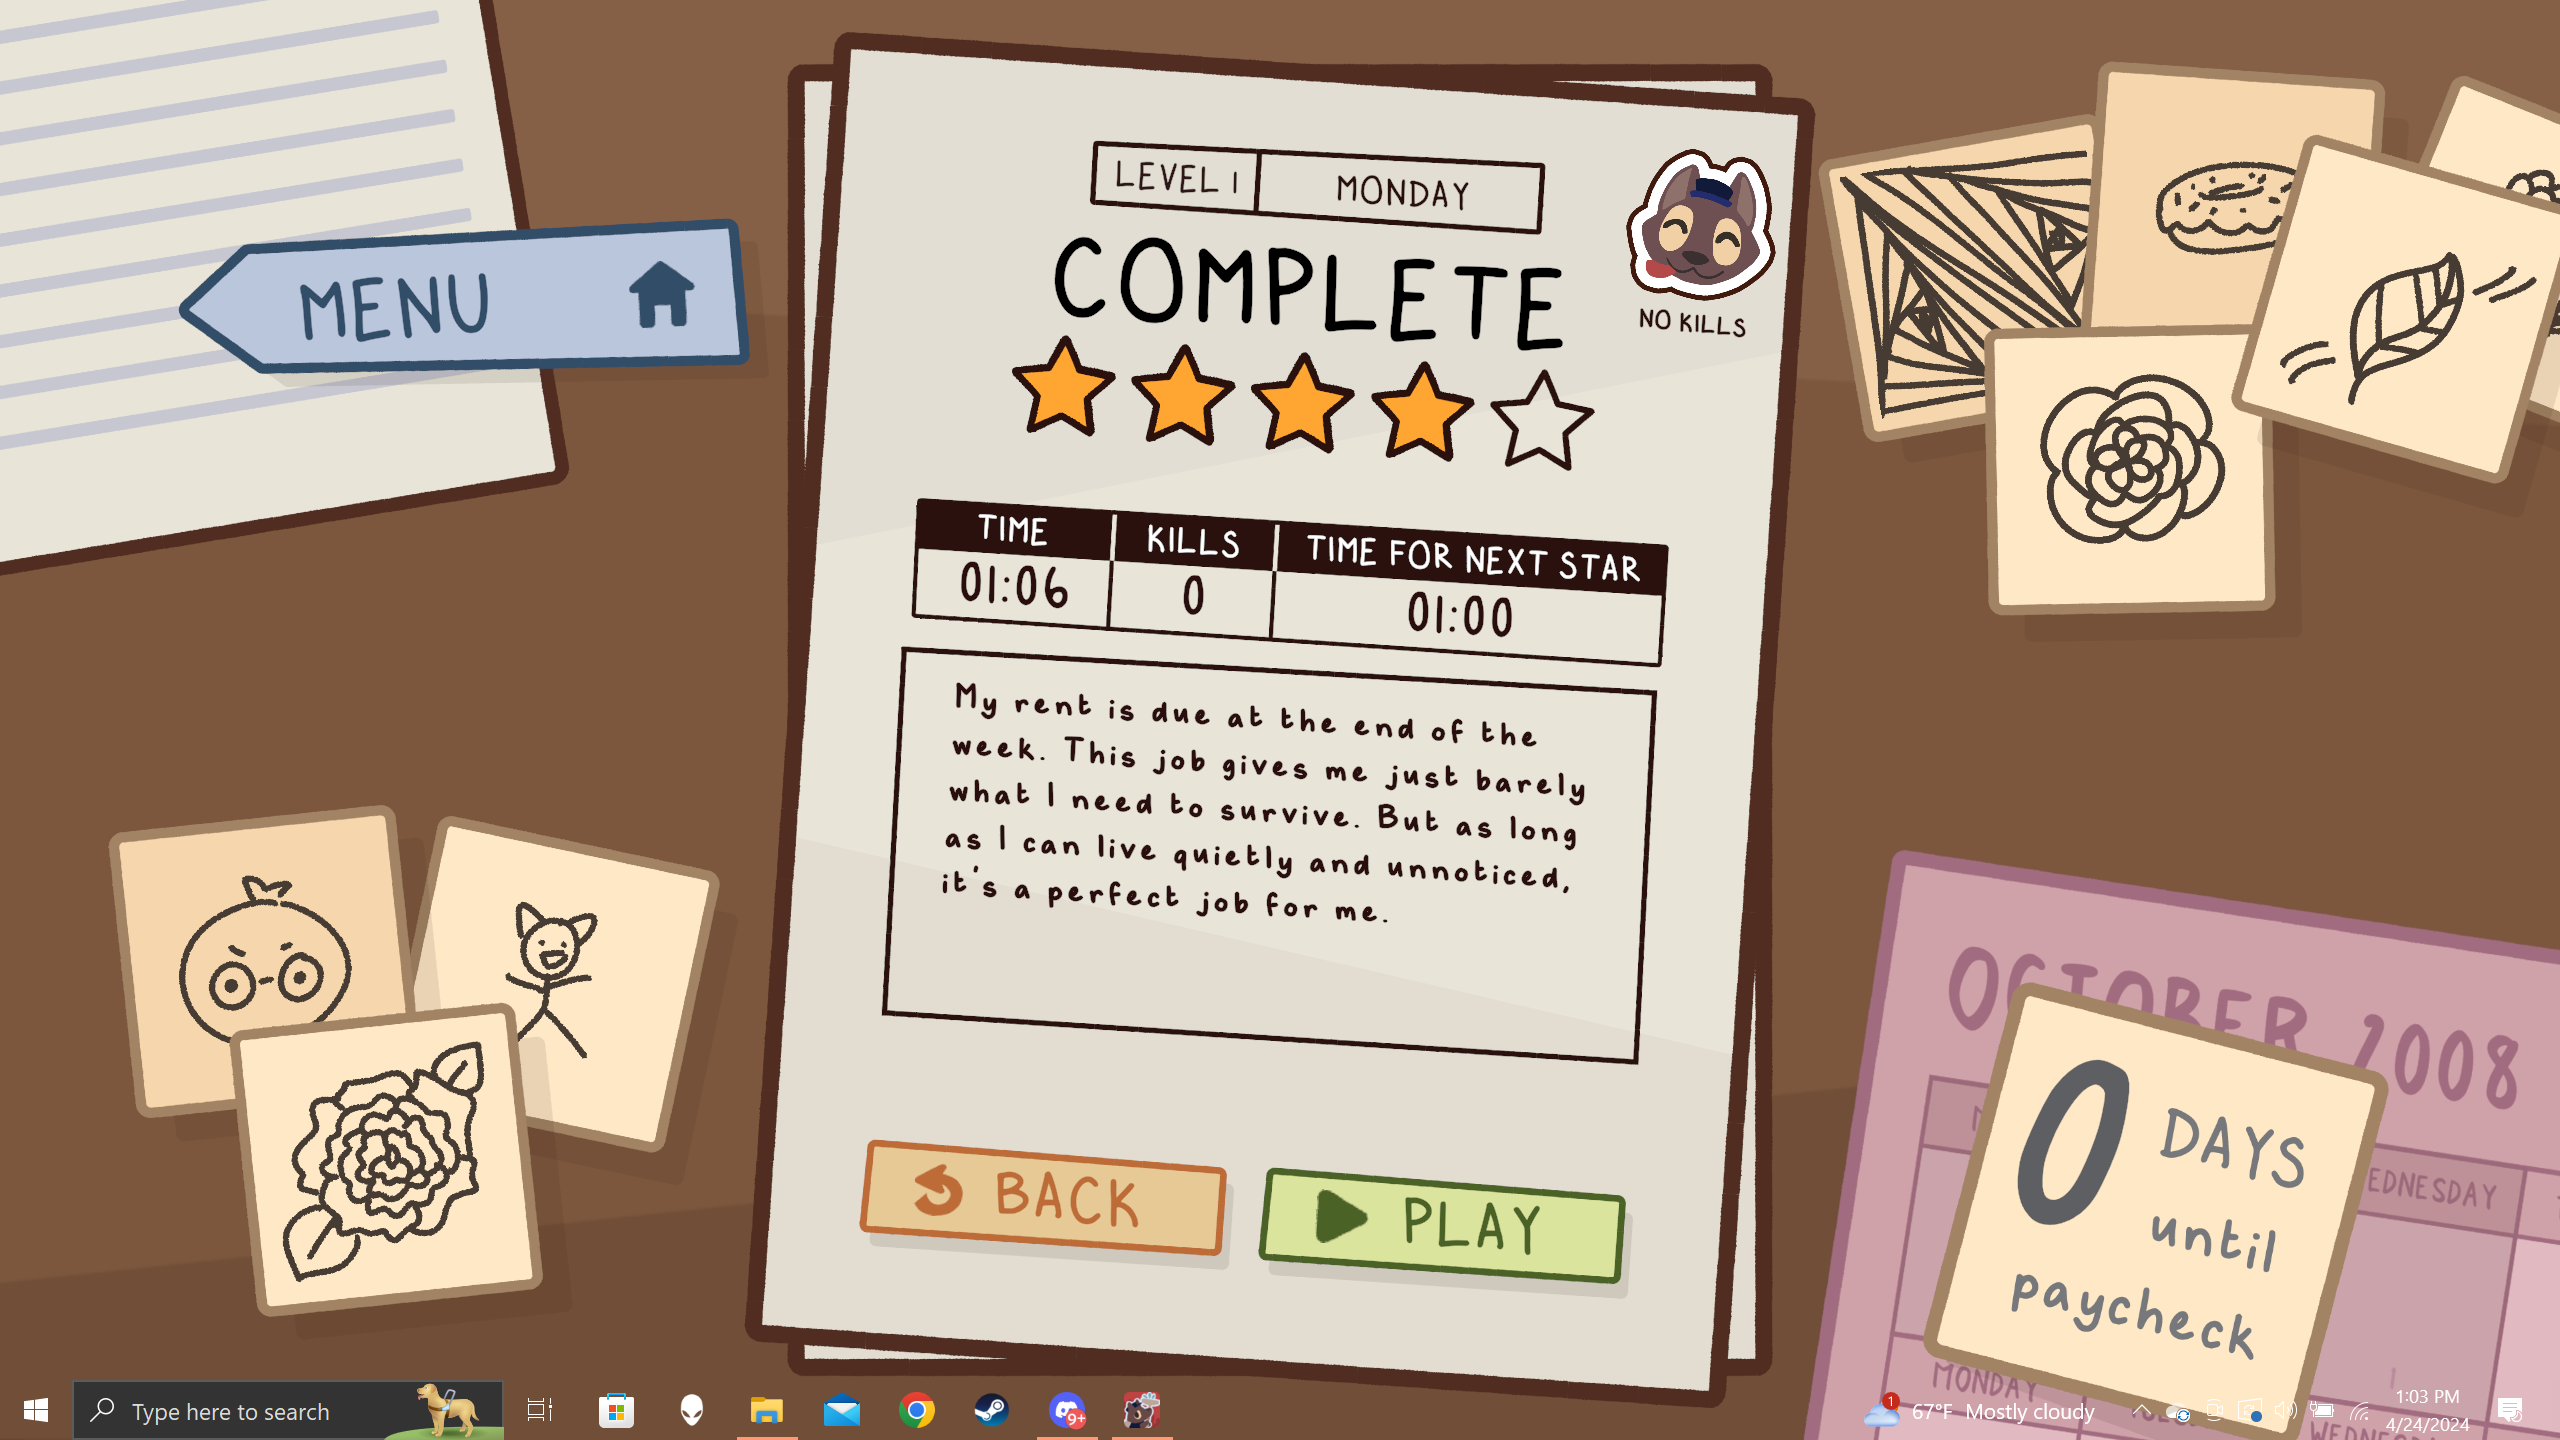 MENU
LEVEL 1 MONDAY
COMPLETE
NO KILLS
TIME KILLS TIME FOR NEXT STAR
01:06 0 01:00
My rent is due at the end of the
week. This job gives me just barely
what I need to survive. But as long
as I can live quietly and unnoticed,
it's a perfect job for me.
BACK PLAY
OCTOBER 2008
0 DAYS
until
paycheck
MONDAY
Type here to search
9+
1
67°F Mostly cloudy
1:03 PM
4/24/2024